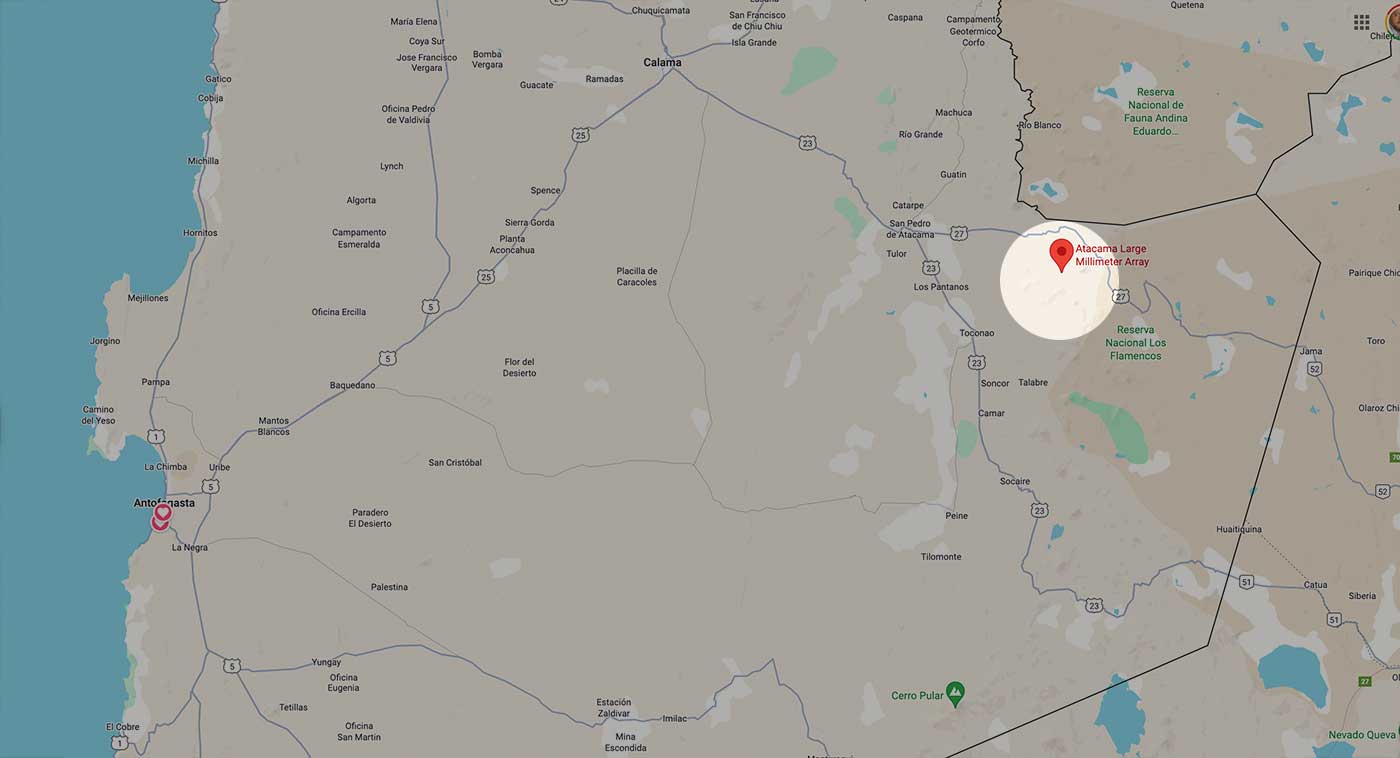 Quetena
María Elena
Chuquicamata
San Francisco
de Chiu Chiu
Caspana
Campamento
Geotermico
Corfo
Coya Sur
Isla Grande
Jose Francisco
Vergara
Bomba
Vergara
Calama
Gatico
Guacate
Ramadas
Cobija
Oficina Pedro
de Valdivia
Machuca
Río Blanco
Reserva
Nacional de
Fauna Andina
Eduardo...
25
23
Río Grande
Michilla
Lynch
Guatin
Spence
Algorta
Catarpe
Hornitos
Campamento
Esmeralda
Sierra Gorda
Planta
Aconcahua
San Pedro
de Atacama
27
Tulor
Atacama Large
Millimeter Array
25
Placilla de
Caracoles
23
Los Pantanos
27
Pairique Chic
Mejillones
5
Oficina Ercilla
Toconao
Reserva
Nacional Los
Flamencos
Jorgino
Toro
Jama
52
5
Flor del
Desierto
23
Pampa
Baquedano
Soncor
Talabre
Camino
del Yeso
Camar
Olaroz Chi
Mantos
Blancos
1
La Chimba
Uribe
San Cristóbal
70
5
Socaire
52
Antofagasta
Paradero
El Desierto
Peine
23
Huaitiquina
La Negra
Tilomonte
Palestina
51
Catua
Siberia
23
51
5
Yungay
Oficina
Eugenia
27
Cerro Pular
Tetillas
Estación
Zaldivar
Imilac
El Cobre
Oficina
San Martin
Mina
Escondida
Nevado Queva
1